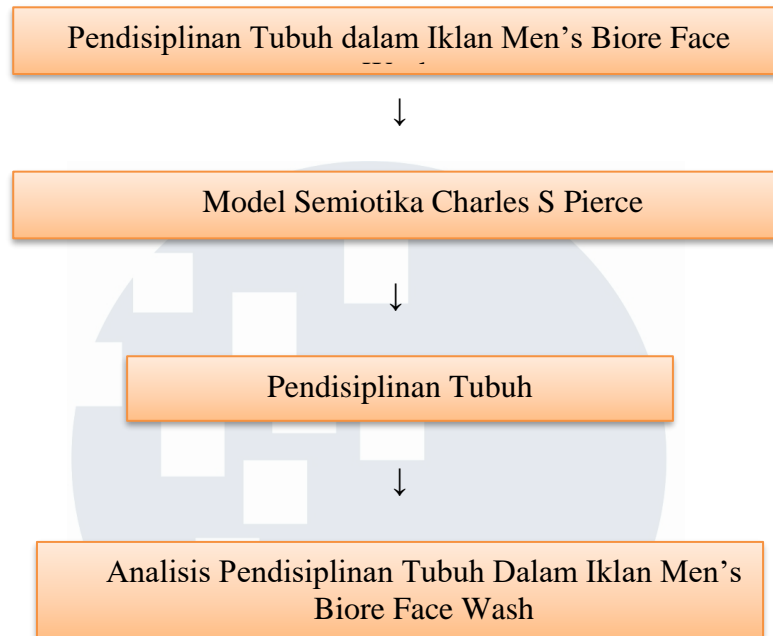 Pendisiplinan Tubuh dalam Iklan Men’s Biore Face
↓
Model Semiotika Charles S Pierce
↓
Pendisiplinan Tubuh
↓
Analisis Pendisiplinan Tubuh Dalam Iklan Men’s
Biore Face Wash